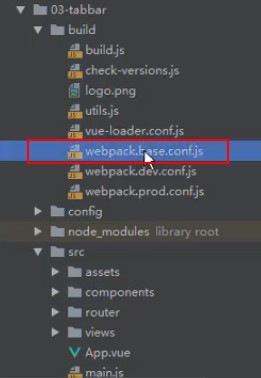 03-tabbar
build
build.js
check-versions.js
logo.png
utils.js
vue-loader.conf.js
webpack.base.conf.js
webpack.dev.conf.js
webpack.prod.conf.js
config
node_modules library root
src
assets
components
router
views
App.vue
main.js